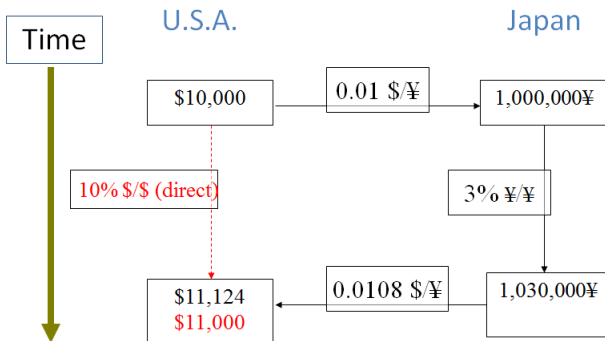 U.S.A.
Japan
Time
$10,000
0.01 $/¥
1,000,000¥
10% $/$ (direct)
3% ¥/¥
$11,124
$11,000
0.0108 $/¥
1,030,000¥